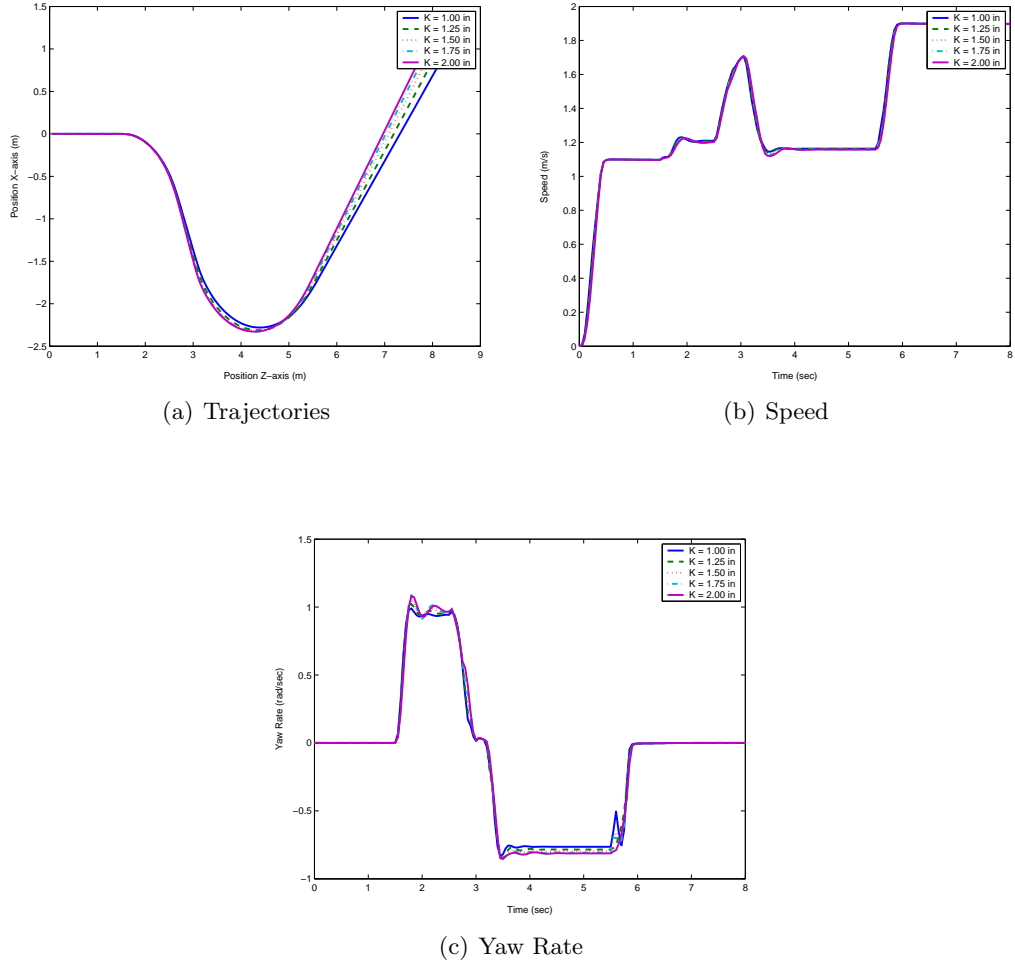 1.5
1
0.5
0
−0.5
−1
−1.5
−2
−2.5
0 1 2 3 4 5 6 7 8 9
Position X−axis (m)
Position Z−axis (m)
K = 1.00 in
K = 1.25 in
K = 1.50 in
K = 1.75 in
K = 2.00 in
(a) Trajectories
2
1.8
1.6
1.4
1.2
1
0.8
0.6
0.4
0.2
0
0 1 2 3 4 5 6 7 8
Speed (m/s)
Time (sec)
K = 1.00 in
K = 1.25 in
K = 1.50 in
K = 1.75 in
K = 2.00 in
(b) Speed
1.5
1
0.5
0
−0.5
−1
0 1 2 3 4 5 6 7 8
Yaw Rate (rad/sec)
Time (sec)
K = 1.00 in
K = 1.25 in
K = 1.50 in
K = 1.75 in
K = 2.00 in
(c) Yaw Rate